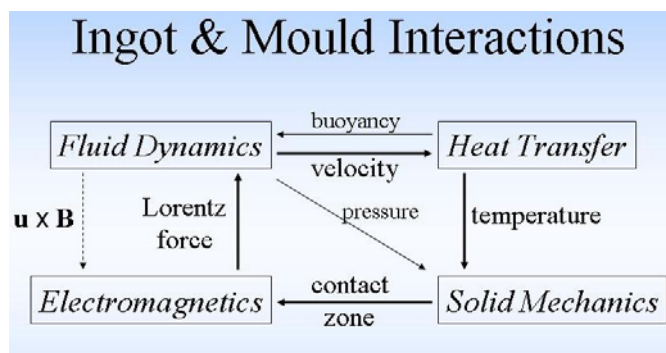 Ingot & Mould Interactions
buoyancy
Fluid Dynamics
Heat Transfer
velocity
u x B
Lorentz
force
pressure
temperature
Electromagnetics
contact
zone
Solid Mechanics